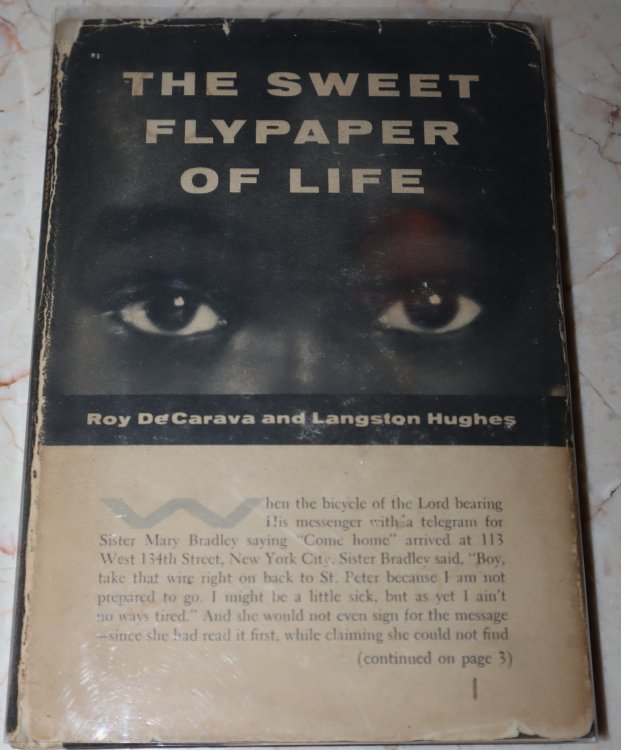 THE SWEET
FLYPAPER
OF LIFE
Roy DeCarava and Langston Hughes
When the bicycle of the Lord bearing
His messenger with a telegram for
Sister Mary Bradley saying "Come home" arrived at 113
West 134th Street, New York City, Sister Bradley said, "Boy,
take that wire right on back to St. Peter because I am not
prepared to go. I might be a little sick, but as yet I ain't
no ways tired." And she would not even sign for the message
—since she had read it first, while claiming she could not find
(continued on page 3)